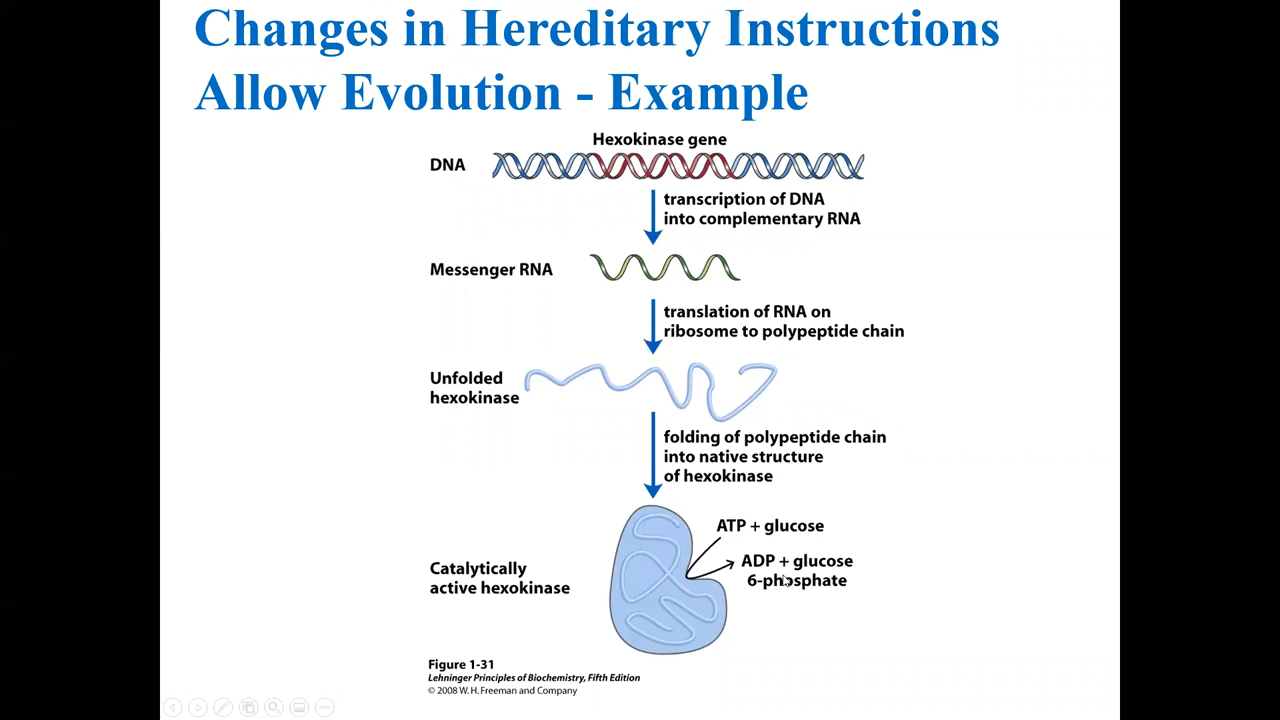 Changes in Hereditary Instructions
Allow Evolution - Example
Hexokinase gene
DNA
transcription of DNA
into complementary RNA
Messenger RNA
translation of RNA on
ribosome to polypeptide chain
Unfolded
hexokinase
folding of polypeptide chain
into native structure
of hexokinase
ATP + glucose
ADP + glucose
6-phosphate
Catalytically
active hexokinase
Figure 1-31
Lehninger Principles of Biochemistry, Fifth Edition
© 2008 W. H. Freeman and Company